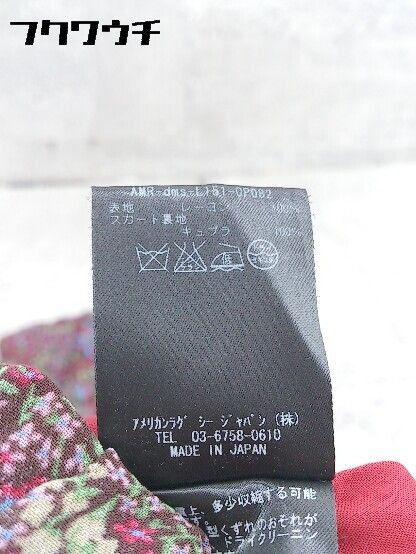 フクワウチ
AMR-dms-L151-OP092
表地 レーヨン 100%
スカート裏地
キュプラ 100%
アメリカンラグ シー ジャパン (株)
TEL 03-6758-0610
MADE IN JAPAN
上、多少収縮する可能
型くずれのおそれが
ドライクリーニン